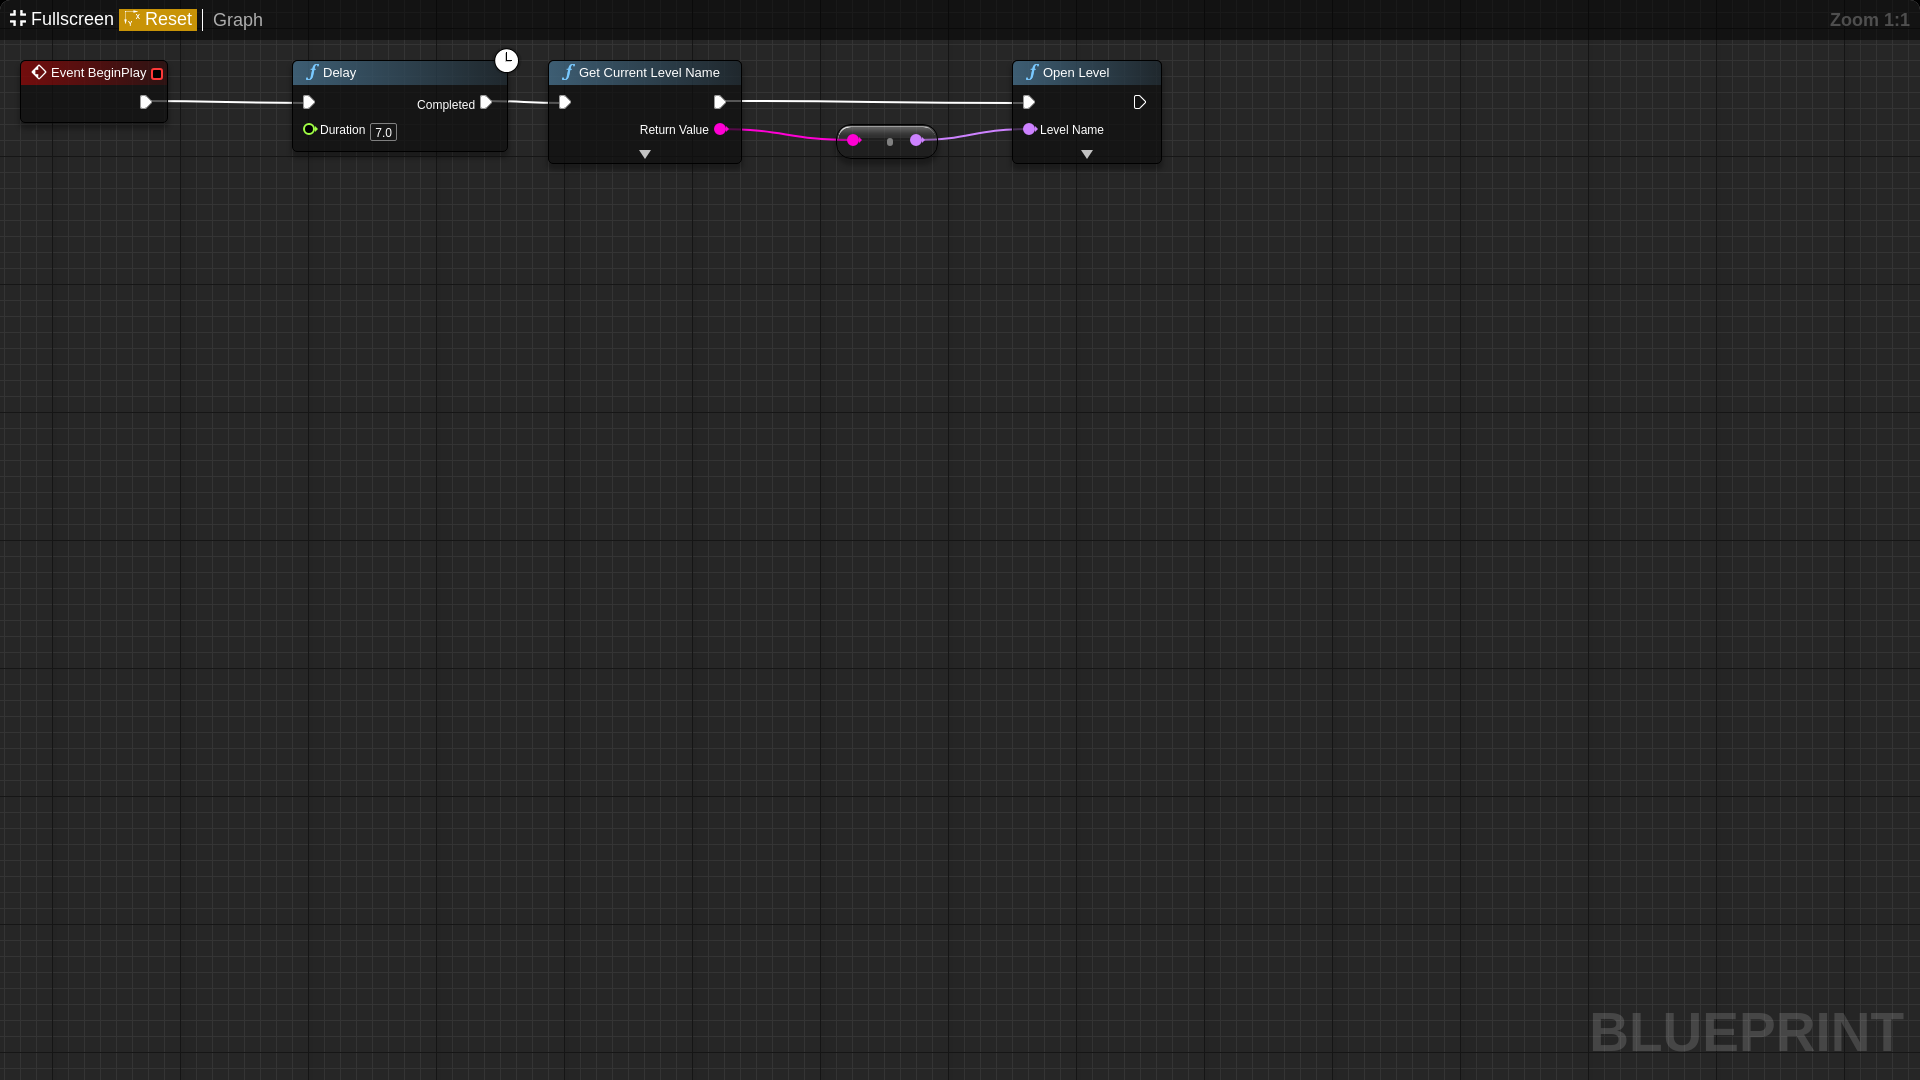 Fullscreen Reset Graph Zoom 1:1
Event BeginPlay
Delay
Completed
Duration 7.0
Get Current Level Name
Return Value
Open Level
Level Name
BLUEPRINT